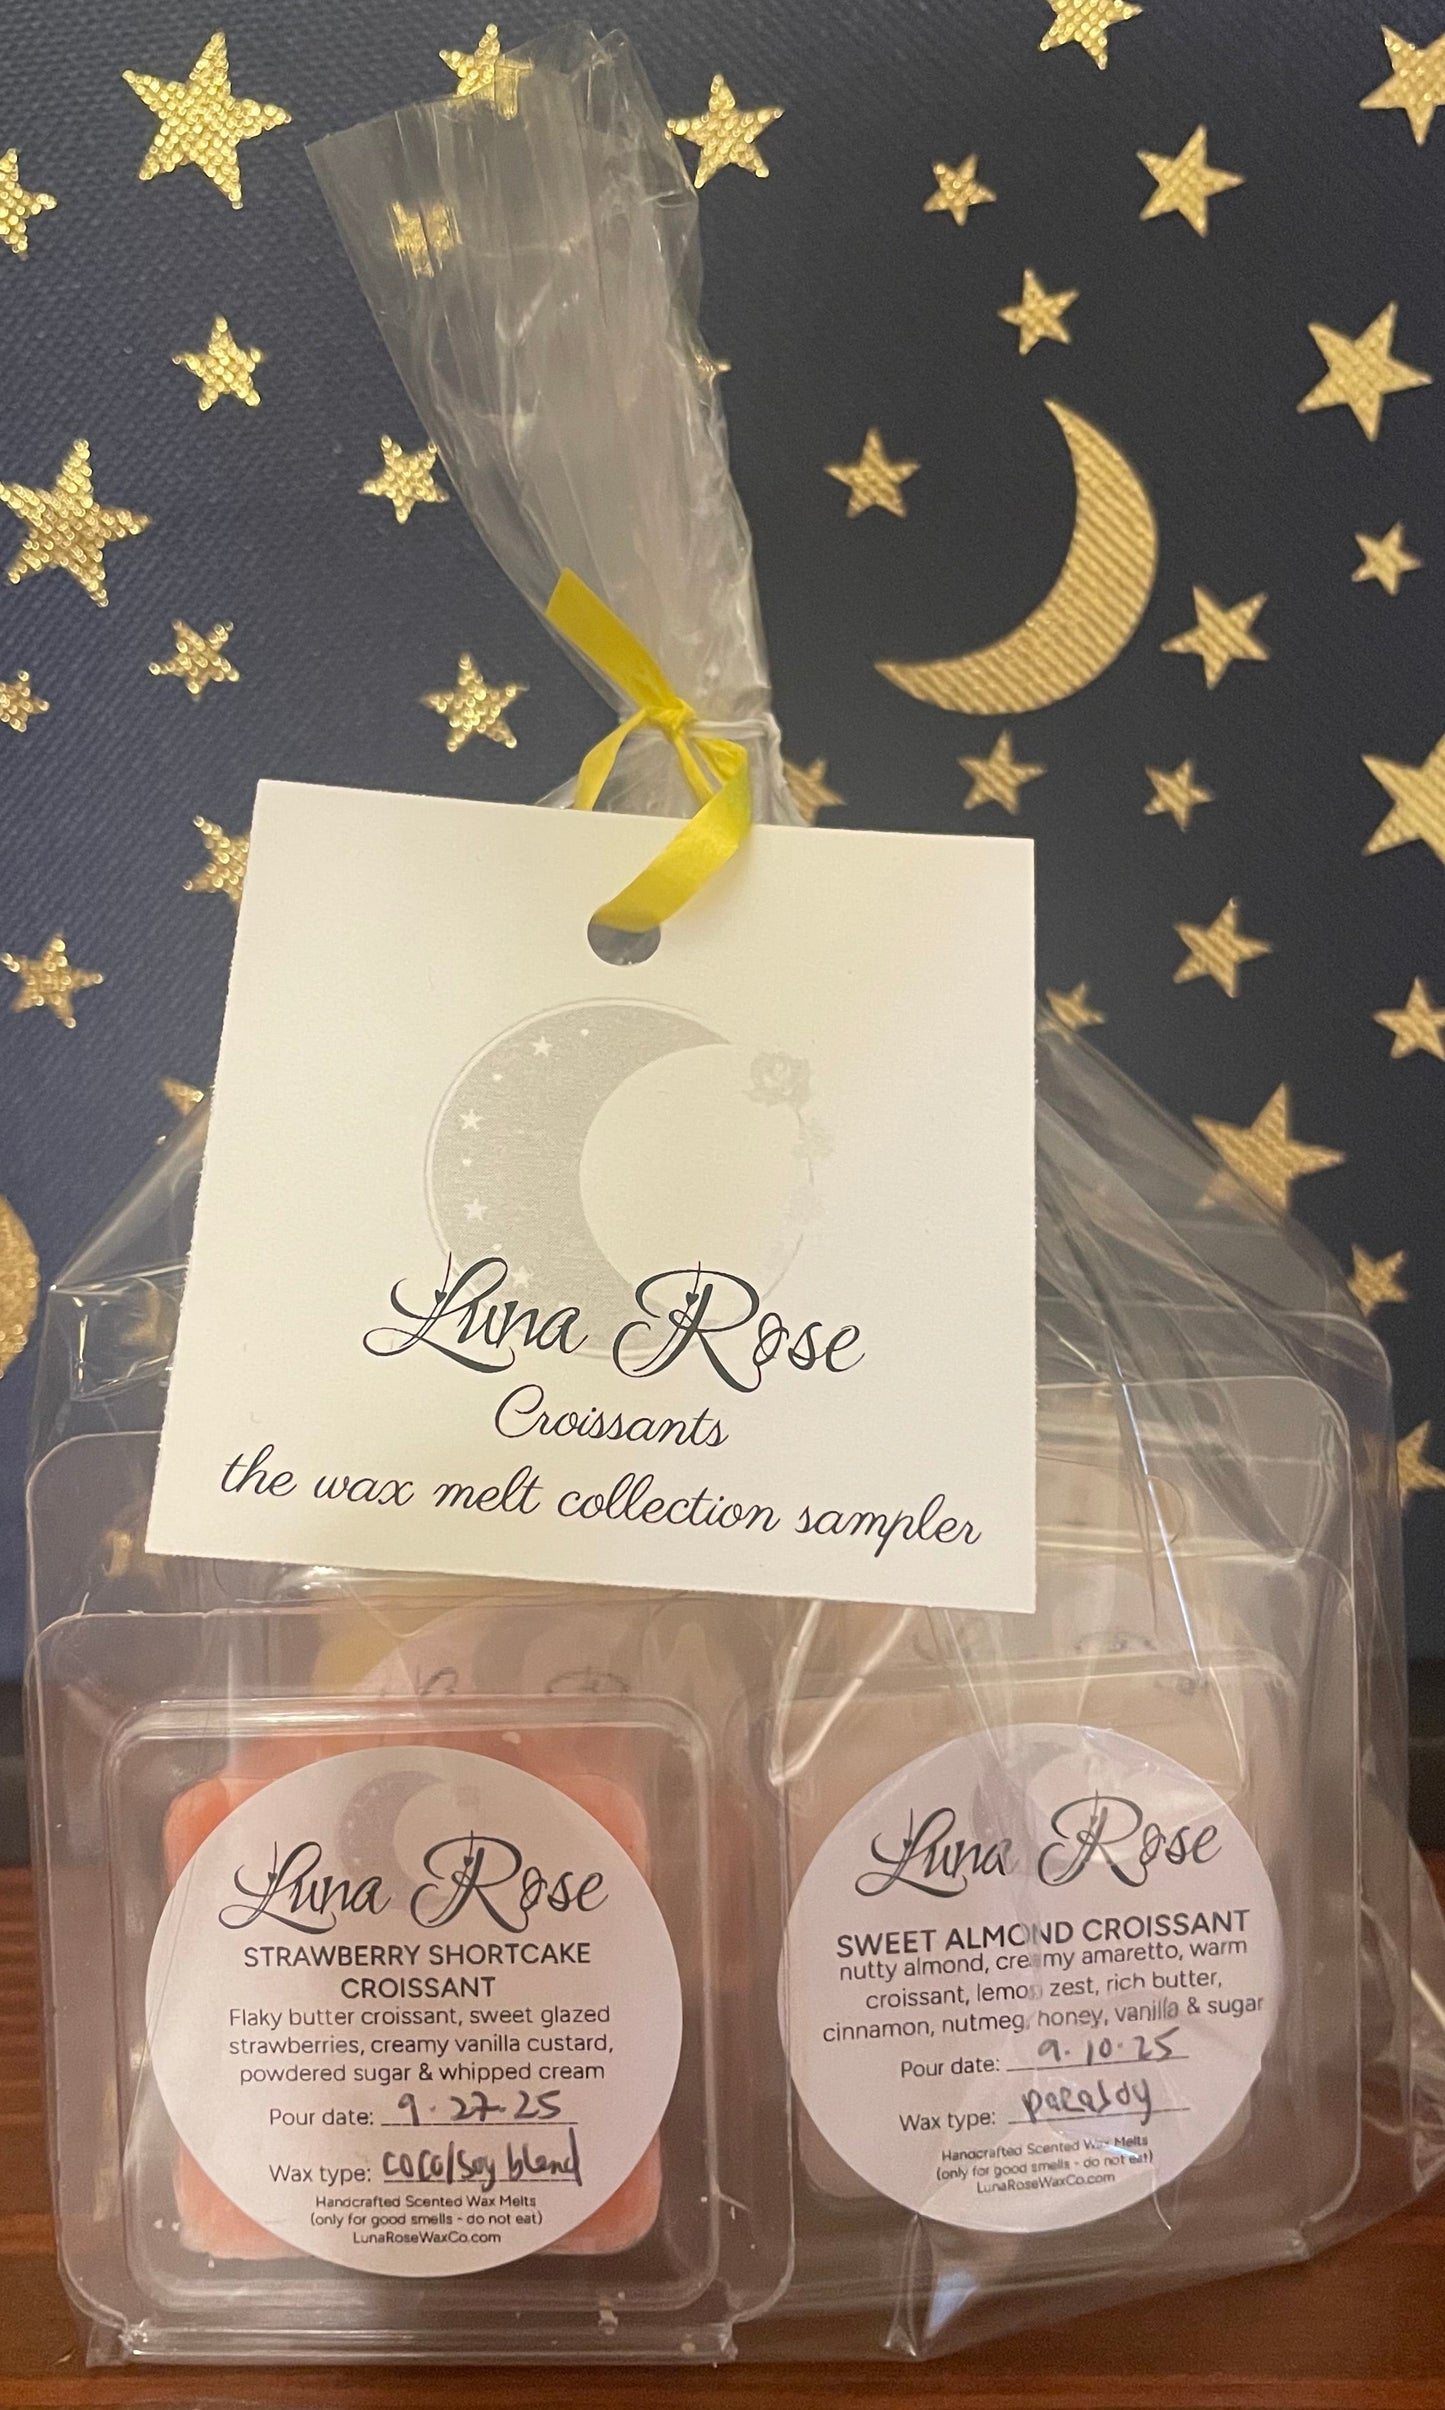 Luna Rose
Croissants
the wax melt collection sampler
Luna Rose
STRAWBERRY SHORTCAKE
CROISSANT
Flaky butter croissant, sweet glazed
strawberries, creamy vanilla custard,
powdered sugar & whipped cream
Pour date: 9.27.25
Wax type: coco/soy blend
Handcrafted Scented Wax Melts
(only for good smells - do not eat)
LunaRoseWaxCo.com
Luna Rose
SWEET ALMOND CROISSANT
nutty almond, creamy amaretto, warm
croissant, lemon zest, rich butter,
cinnamon, nutmeg, honey, vanilla & sugar
Pour date: 9.10.25
Wax type: parasoy
Handcrafted Scented Wax Melts
(only for good smells - do not eat)
LunaRoseWaxCo.com